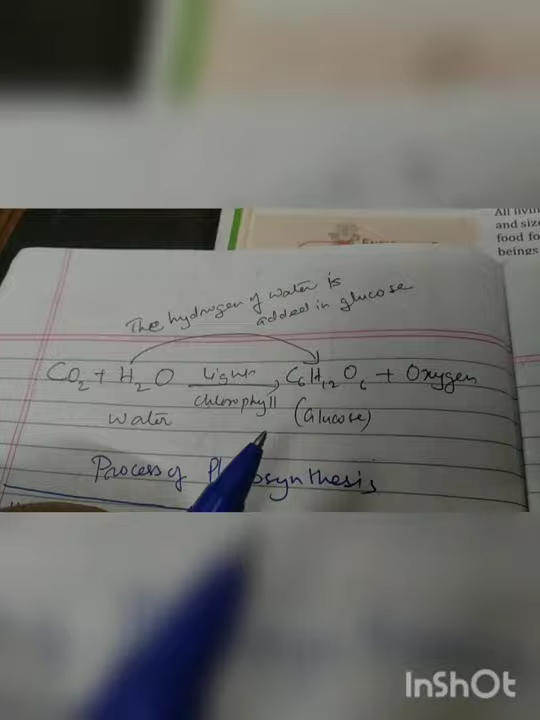 All livin
and size
food fo
beings
The hydrogen of water is
added in glucose
CO2 + H2O Light C6H12O6 + Oxygen
chlorophyll
Water (Glucose)
Process of
InShOt